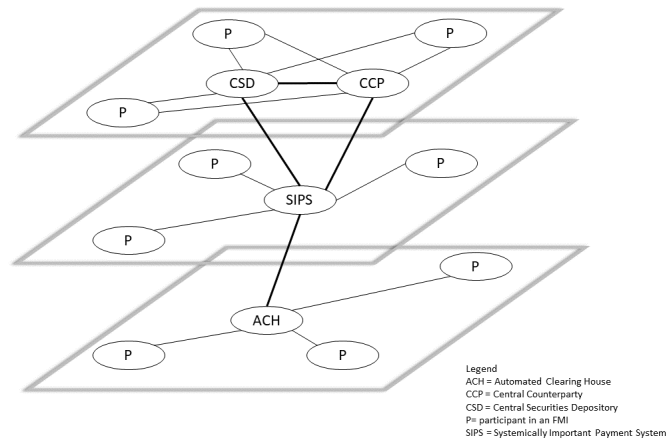 P
P
CSD
CCP
P
P
P
SIPS
P
P
ACH
P
P
Legend
ACH = Automated Clearing House
CCP = Central Counterparty
CSD = Central Securities Depository
P= participant in an FMI
SIPS = Systemically Important Payment System